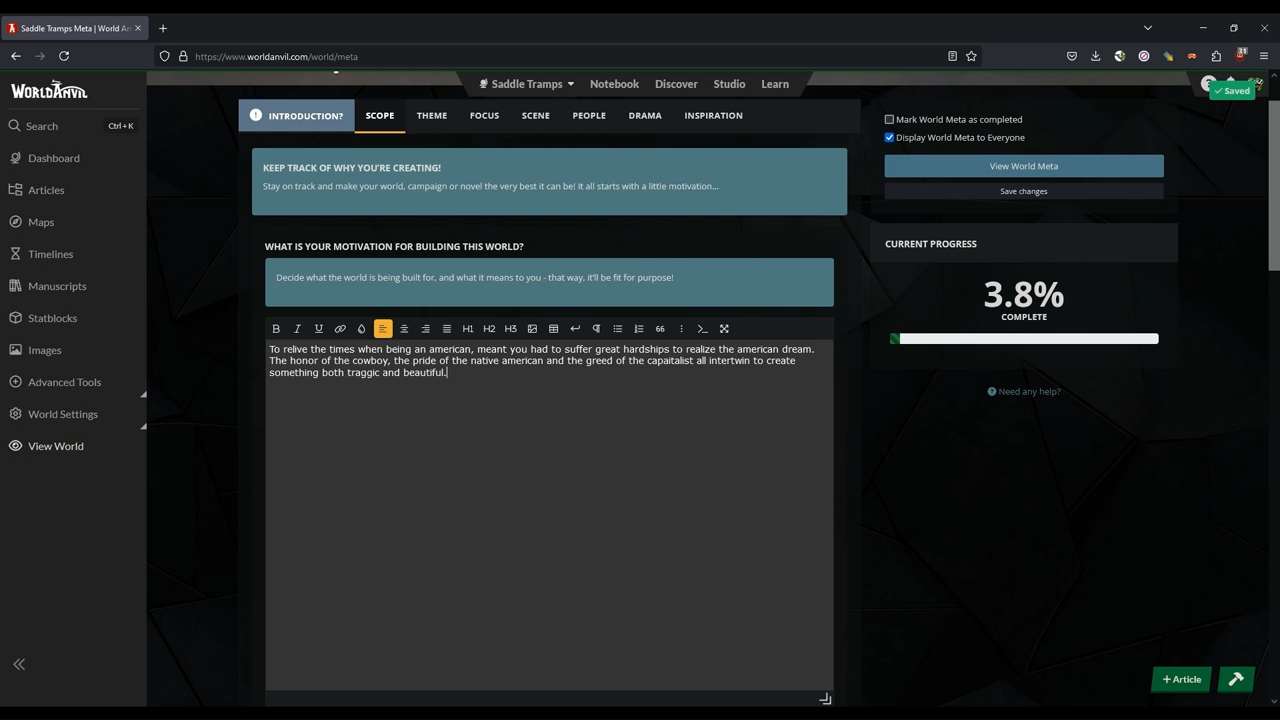 Saddle Tramps Meta | World An
https://www.worldanvil.com/world/meta
31
WORLDANVIL
Saddle Tramps
Notebook
Discover
Studio
Learn
Saved
Search
Ctrl+K
Dashboard
Articles
Maps
Timelines
Manuscripts
Statblocks
Images
Advanced Tools
World Settings
View World
INTRODUCTION?
SCOPE
THEME
FOCUS
SCENE
PEOPLE
DRAMA
INSPIRATION
KEEP TRACK OF WHY YOU'RE CREATING!
Stay on track and make your world, campaign or novel the very best it can be! It all starts with a little motivation...
WHAT IS YOUR MOTIVATION FOR BUILDING THIS WORLD?
Decide what the world is being built for, and what it means to you - that way, it'll be fit for purpose!
B I U H1 H2 H3 66
To relive the times when being an american, meant you had to suffer great hardships to realize the american dream.
The honor of the cowboy, the pride of the native american and the greed of the capaitalist all intertwin to create
something both traggic and beautiful.
Mark World Meta as completed
Display World Meta to Everyone
View World Meta
Save changes
CURRENT PROGRESS
3.8%
COMPLETE
Need any help?
+ Article